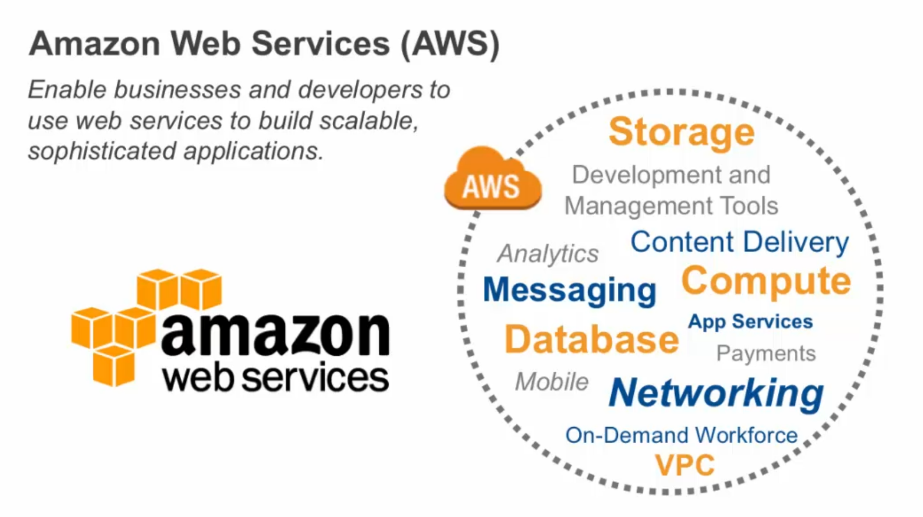 Amazon Web Services (AWS)
Enable businesses and developers to
use web services to build scalable,
sophisticated applications.
AWS
Storage
Development and
Management Tools
Analytics
Content Delivery
Messaging
Compute
Database
App Services
Payments
Mobile
Networking
On-Demand Workforce
VPC
amazon
web services